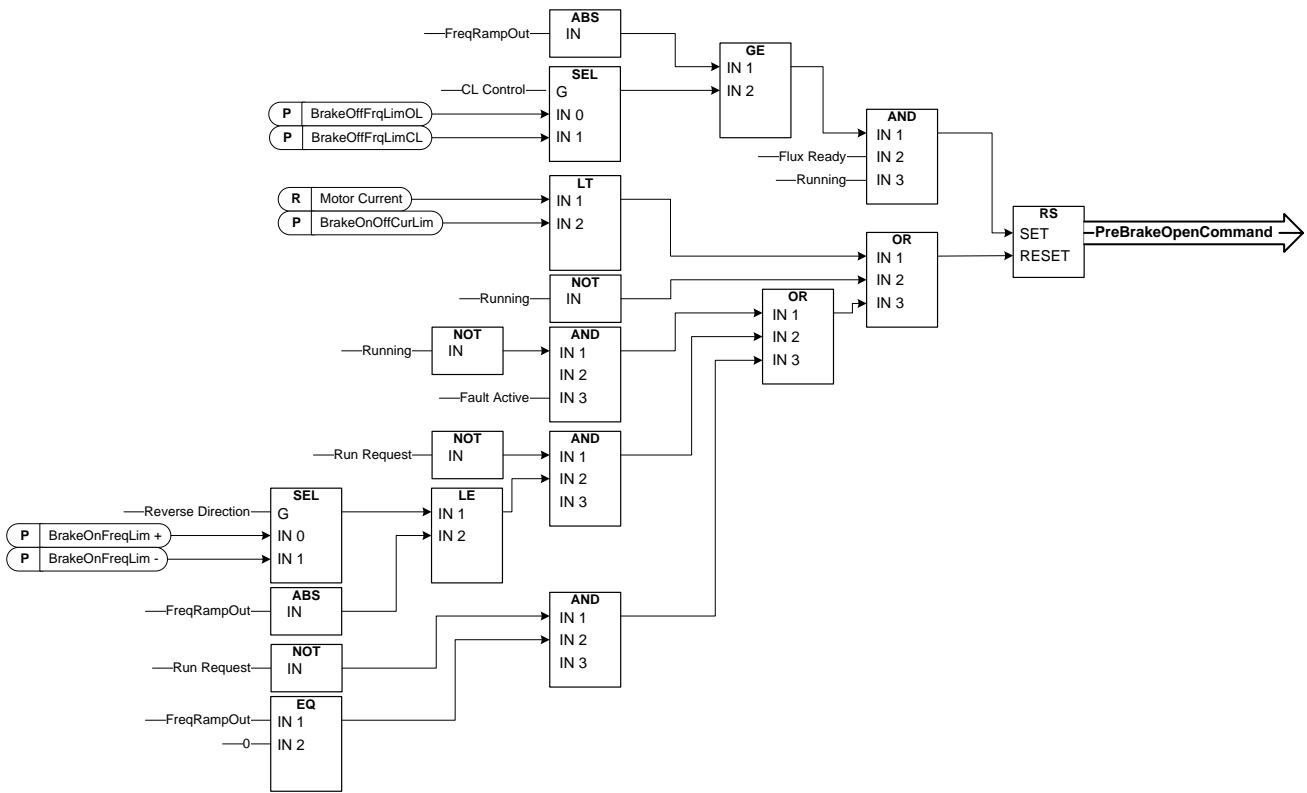 ABS
FreqRampOut
IN
GE
IN 1
IN 2
SEL
CL Control
G
P BrakeOffFrqLimOL
IN 0
P BrakeOffFrqLimCL
IN 1
AND
IN 1
Flux Ready
IN 2
Running
IN 3
LT
R Motor Current
IN 1
P BrakeOnOffCurLim
IN 2
RS
SET
PreBrakeOpenCommand
RESET
OR
IN 1
IN 2
IN 3
NOT
Running
IN
OR
IN 1
IN 2
IN 3
NOT
Running
IN
AND
IN 1
IN 2
Fault Active
IN 3
NOT
Run Request
IN
AND
IN 1
IN 2
IN 3
SEL
Reverse Direction
G
P BrakeOnFreqLim +
IN 0
P BrakeOnFreqLim -
IN 1
LE
IN 1
IN 2
ABS
FreqRampOut
IN
AND
IN 1
IN 2
IN 3
NOT
Run Request
IN
EQ
FreqRampOut
IN 1
0
IN 2